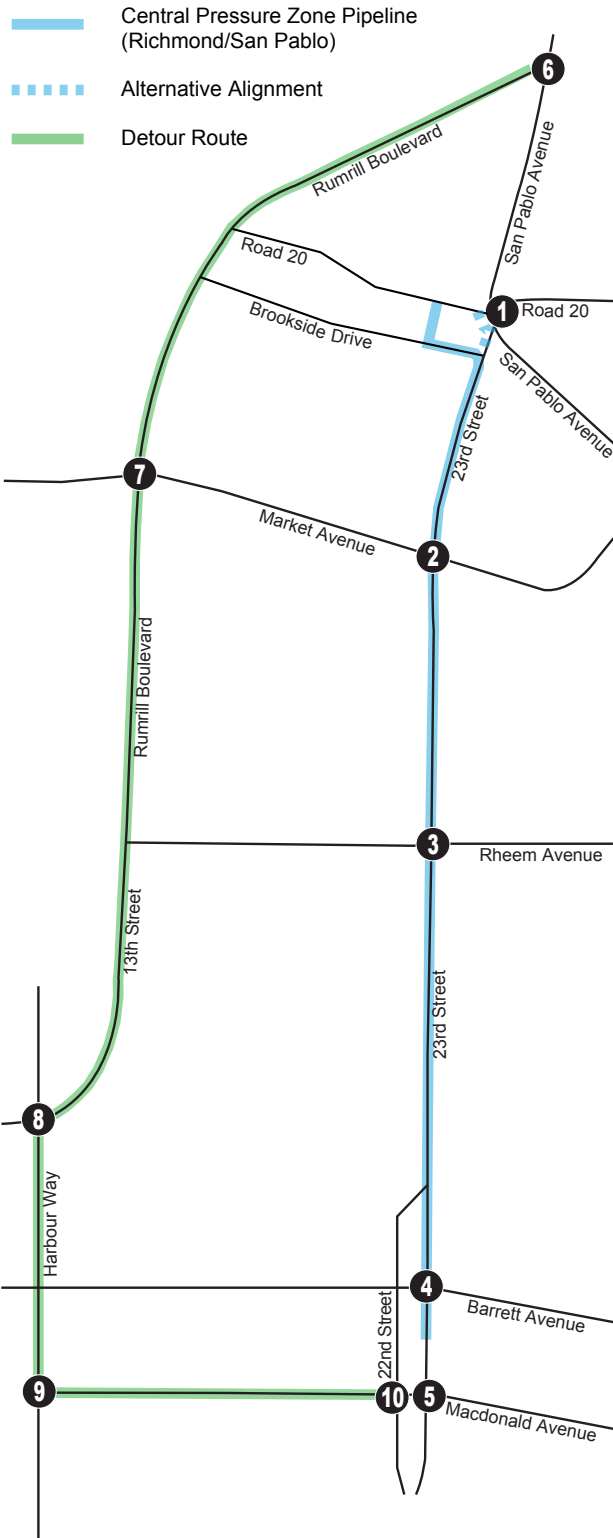 Central Pressure Zone Pipeline
(Richmond/San Pablo)
Alternative Alignment
Detour Route
6
Rumrill Boulevard
San Pablo Avenue
Road 20
1
Road 20
Brookside Drive
San Pablo Avenue
23rd Street
7
Market Avenue
2
Rumrill Boulevard
3
Rheem Avenue
13th Street
23rd Street
8
Harbour Way
4
Barrett Avenue
22nd Street
9
10
5
Macdonald Avenue